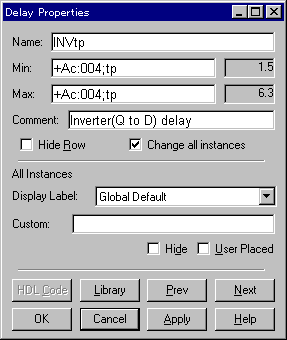 Delay Properties
Name: INVtp
Min: +Ac:004;tp 1.5
Max: +Ac:004;tp 6.3
Comment: Inverter(Q to D) delay
Hide Row Change all instances
All Instances
Display Label: Global Default
Custom:
Hide User Placed
HDL Code Library Prev Next
OK Cancel Apply Help